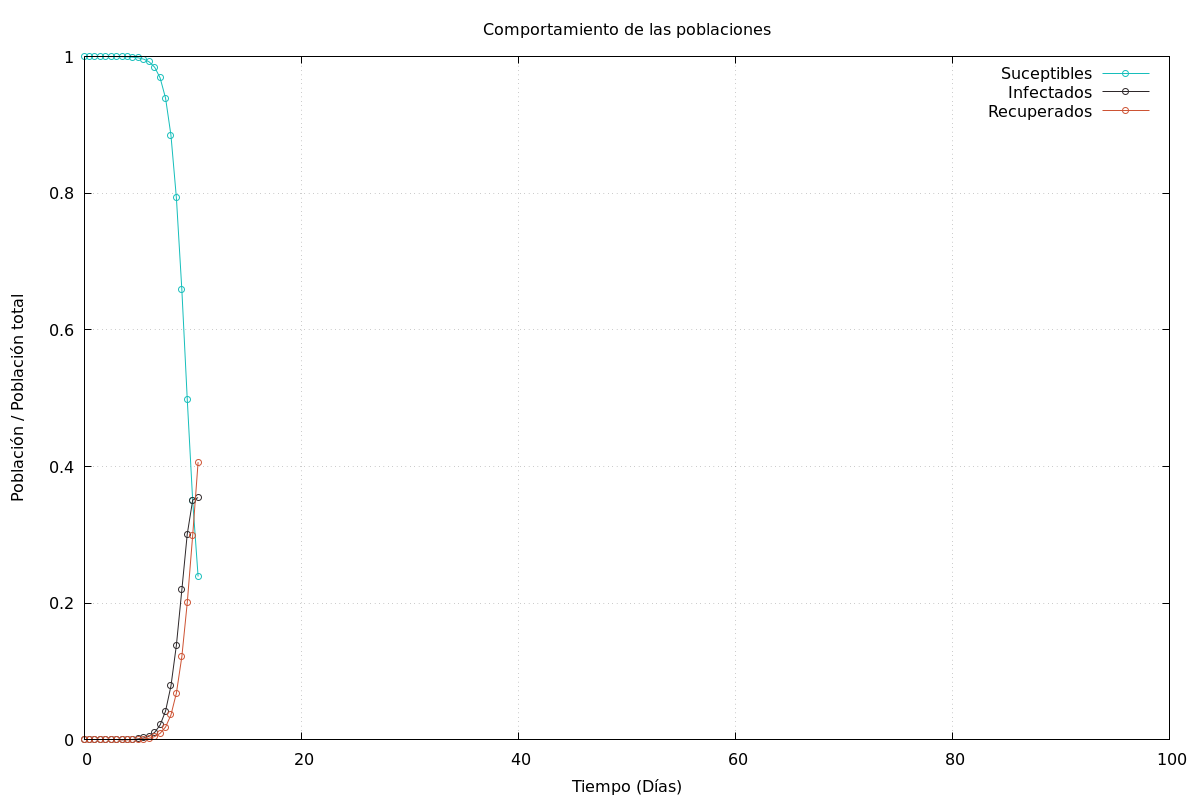 Comportamiento de las poblaciones
Suceptibles
Infectados
Recuperados
1
0.8
0.6
0.4
0.2
0
Población / Población total
0 20 40 60 80 100
Tiempo (Días)